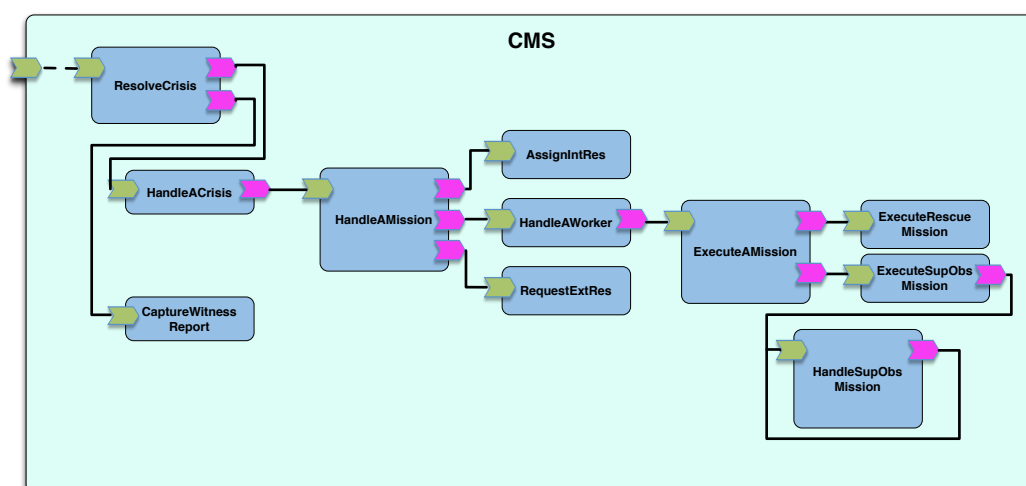 CMS
ResolveCrisis
AssignIntRes
HandleACrisis
HandleAMission
HandleAWorker
ExecuteAMission
ExecuteRescue
Mission
ExecuteSupObs
Mission
RequestExtRes
CaptureWitness
Report
HandleSupObs
Mission